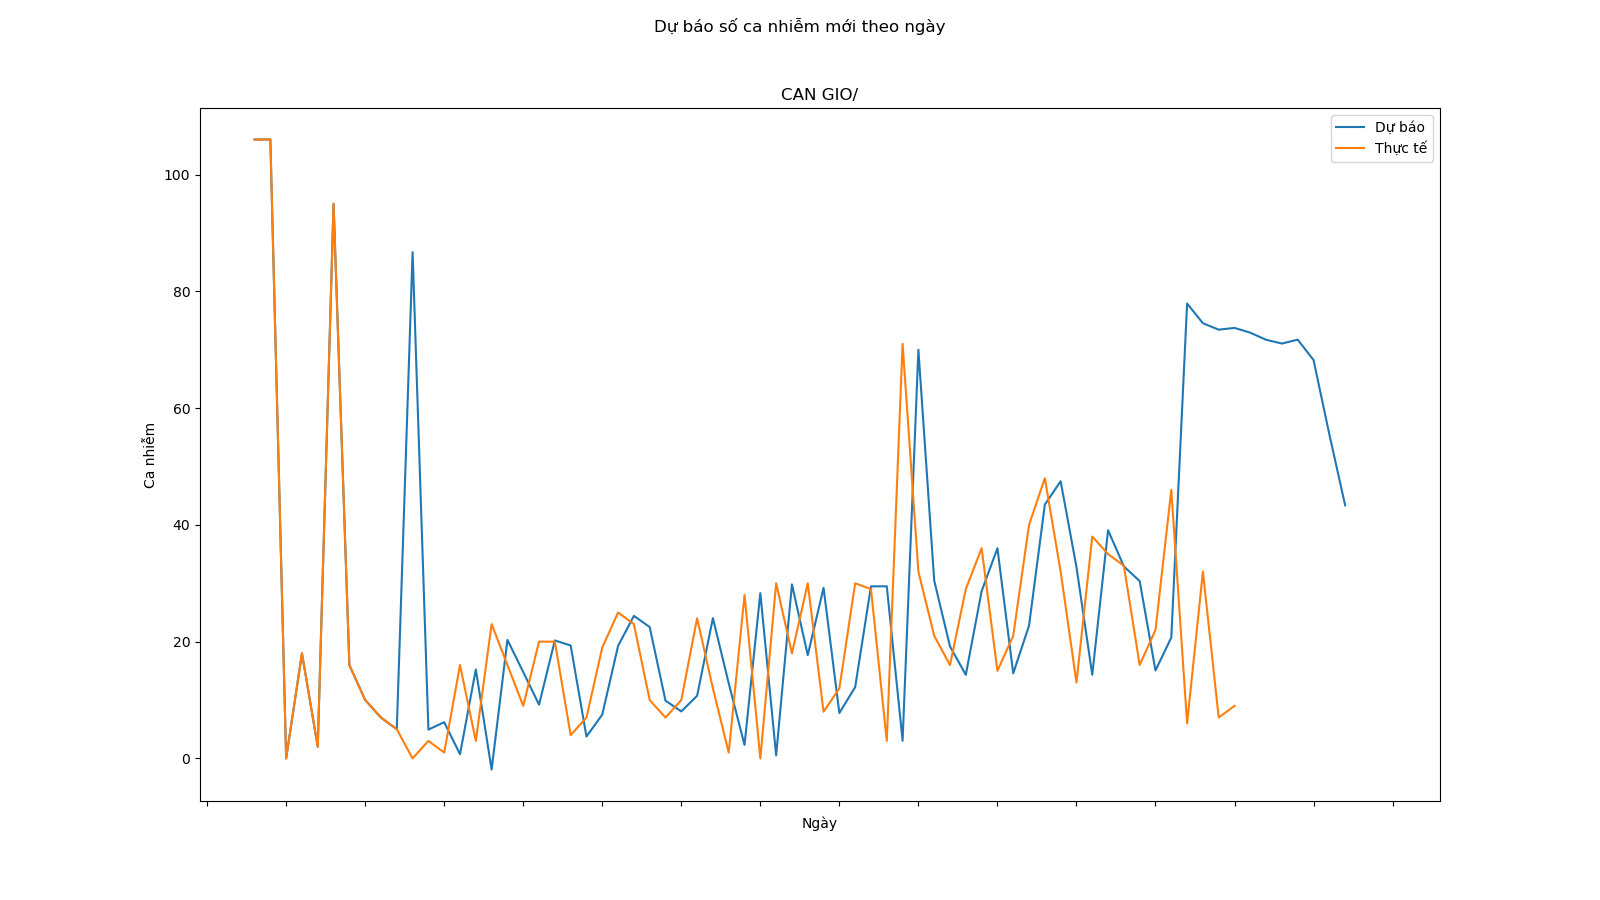 Dự báo số ca nhiễm mới theo ngày
CAN GIO/
Dự báo
Thực tế
100
80
60
40
20
0
Ca nhiễm
Ngày